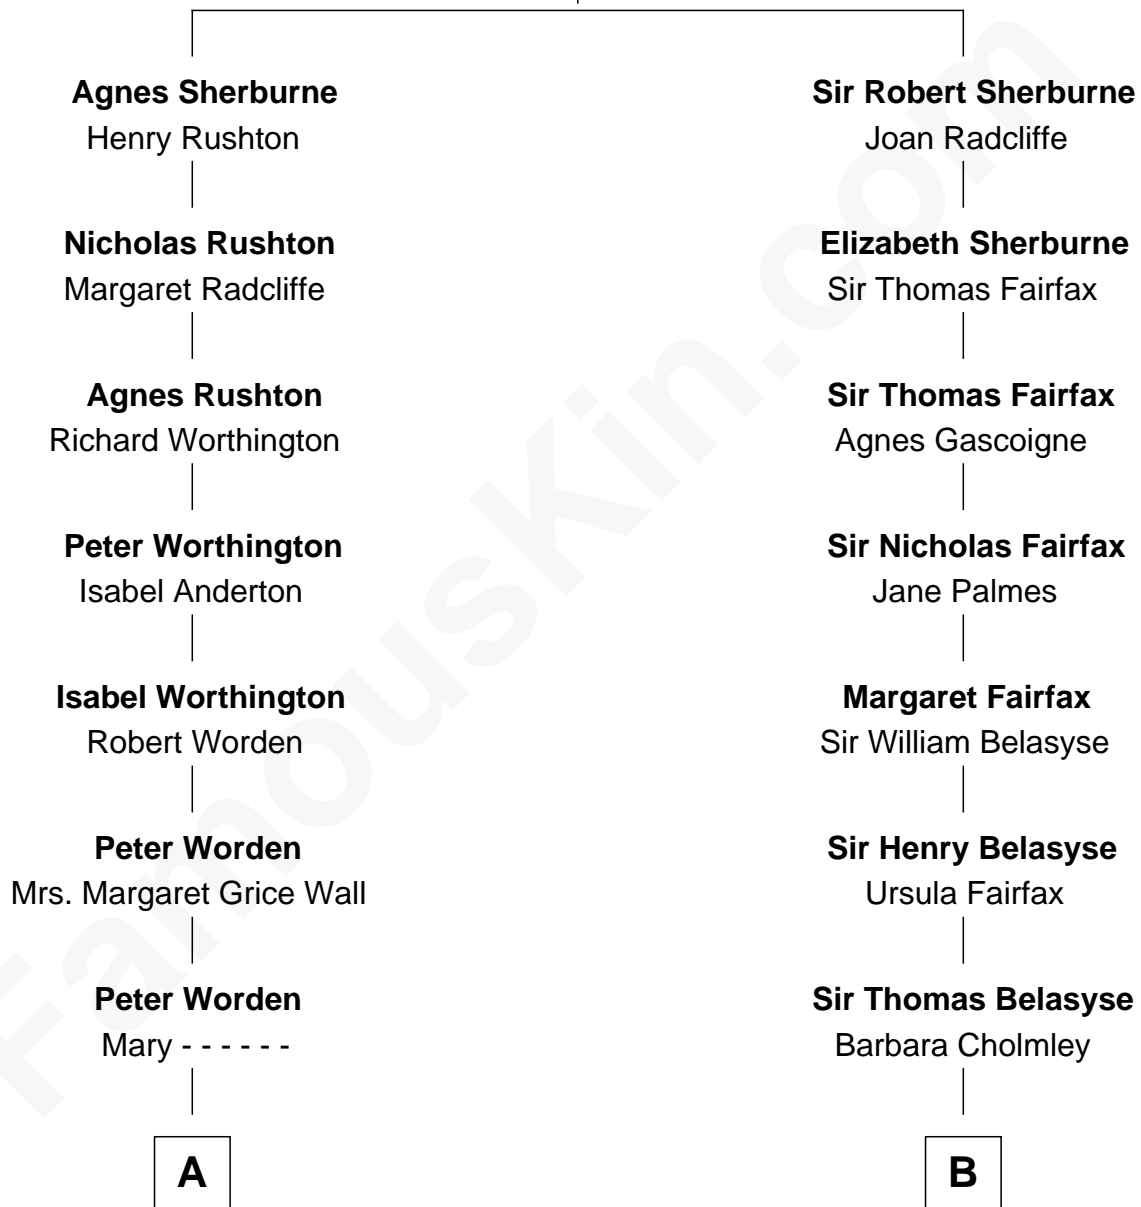 Agnes Sherburne
Henry Rushton
Nicholas Rushton
Margaret Radcliffe
Agnes Rushton
Richard Worthington
Peter Worthington
Isabel Anderton
Isabel Worthington
Robert Worden
Peter Worden
Mrs. Margaret Grice Wall
Peter Worden
Mary - - - - - -
A
Sir Robert Sherburne
Joan Radcliffe
Elizabeth Sherburne
Sir Thomas Fairfax
Sir Thomas Fairfax
Agnes Gascoigne
Sir Nicholas Fairfax
Jane Palmes
Margaret Fairfax
Sir William Belasyse
Sir Henry Belasyse
Ursula Fairfax
Sir Thomas Belasyse
Barbara Cholmley
B
FamousKin.com